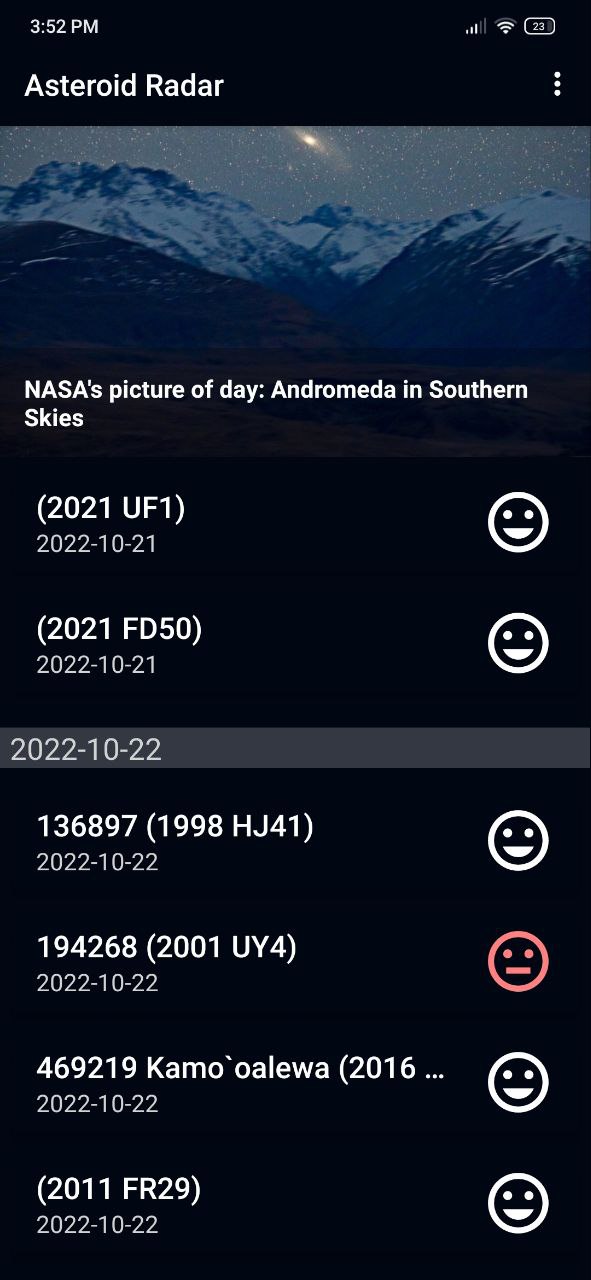 3:52 PM
23
Asteroid Radar
NASA's picture of day: Andromeda in Southern
Skies
(2021 UF1)
2022-10-21
(2021 FD50)
2022-10-21
2022-10-22
136897 (1998 HJ41)
2022-10-22
194268 (2001 UY4)
2022-10-22
469219 Kamo`oalewa (2016 ...
2022-10-22
(2011 FR29)
2022-10-22